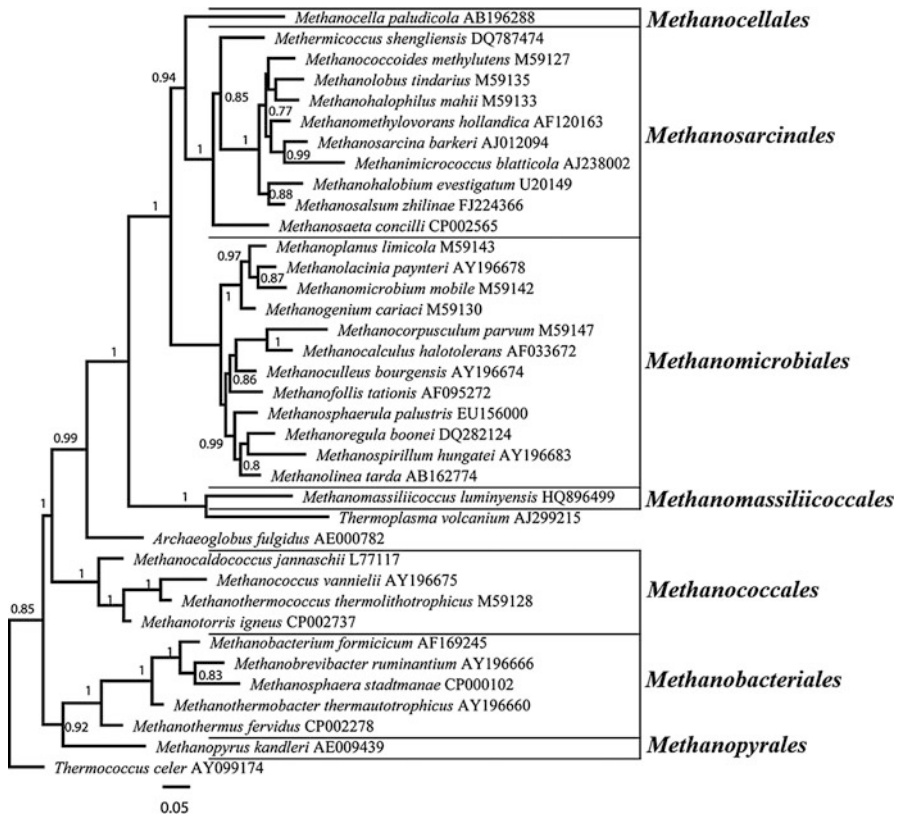 Methanocella paludicola AB196288
Methanocellales
0.94
Methermicoccus shengliensis DQ787474
Methanococcoides methylutens M59127
Methanolobus tindarius M59135
0.85
Methanohalophilus mahii M59133
0.77
Methanomethylovorans hollandica AF120163
Methanosarcinales
1
Methanosarcina barkeri AJ012094
1
0.99
Methanimicrococcus blatticola AJ238002
Methanohalobium evestigatum U20149
0.88
Methanosalsum zhilinae FJ224366
1
Methanosaeta concilli CP002565
Methanoplanus limicola M59143
0.97
Methanolacinia paynteri AY196678
0.87
Methanomicrobium mobile M59142
1
Methanogenium cariaci M59130
Methanocorpusculum parvum M59147
1
Methanocalculus halotolerans AF033672
1
Methanomicrobiales
Methanoculleus bourgensis AY196674
0.86
Methanofollis tationis AF095272
Methanosphaerula palustris EU156000
Methanoregula boonei DQ282124
0.99
0.99
Methanospirillum hungatei AY196683
0.8
Methanolinea tarda AB162774
1
Methanomassiliicoccus luminyensis HQ896499
Methanomassiliicoccales
1
Thermoplasma volcanium AJ299215
Archaeoglobus fulgidus AE000782
Methanocaldococcus jannaschii L77117
1
Methanococcus vannielii AY196675
1
Methanococcales
1
Methanothermococcus thermolithotrophicus M59128
0.85
Methanotorris igneus CP002737
Methanobacterium formicicum AF169245
1
Methanobrevibacter ruminantium AY196666
0.83
Methanosphaera stadtmanae CP000102
Methanobacteriales
1
1
Methanothermobacter thermautotrophicus AY196660
0.92
Methanothermus fervidus CP002278
Methanopyrus kandleri AE009439
Methanopyrales
Thermococcus celer AY099174
0.05